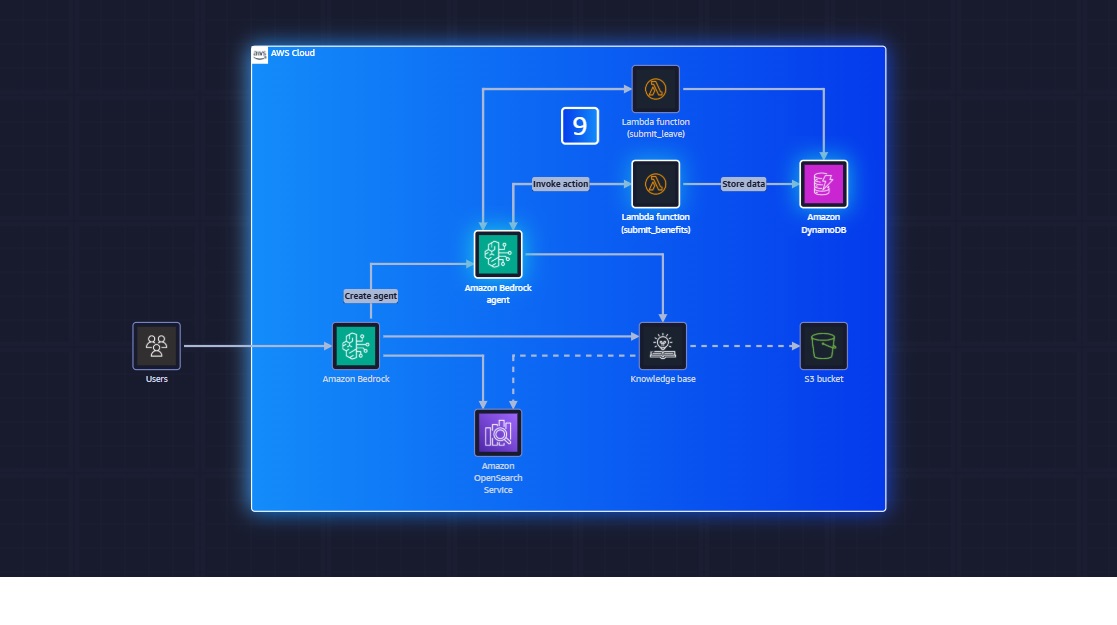 aws
AWS Cloud
Lambda function
(submit_leave)
9
Invoke action
Store data
Lambda function
(submit_benefits)
Amazon
DynamoDB
Amazon Bedrock
agent
Create agent
Users
Amazon Bedrock
Knowledge base
S3 bucket
Amazon
OpenSearch
Service